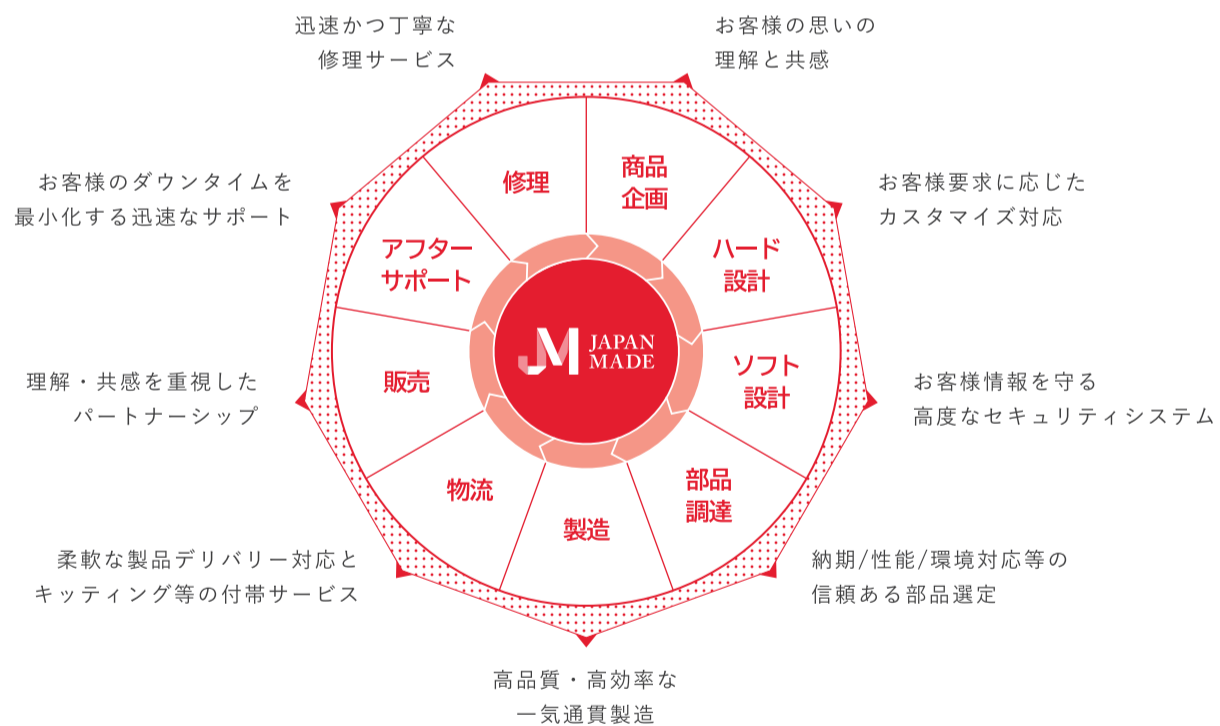 迅速かつ丁寧な
修理サービス
お客様の思いの
理解と共感
お客様のダウンタイムを
最小化する迅速なサポート
お客様要求に応じた
カスタマイズ対応
理解・共感を重視した
パートナーシップ
お客様情報を守る
高度なセキュリティシステム
柔軟な製品デリバリー対応と
キッティング等の付帯サービス
納期/性能/環境対応等の
信頼ある部品選定
高品質・高効率な
一気通貫製造
修理
商品
企画
アフター
サポート
ハード
設計
販売
ソフト
設計
物流
部品
調達
製造
JM
JAPAN
MADE